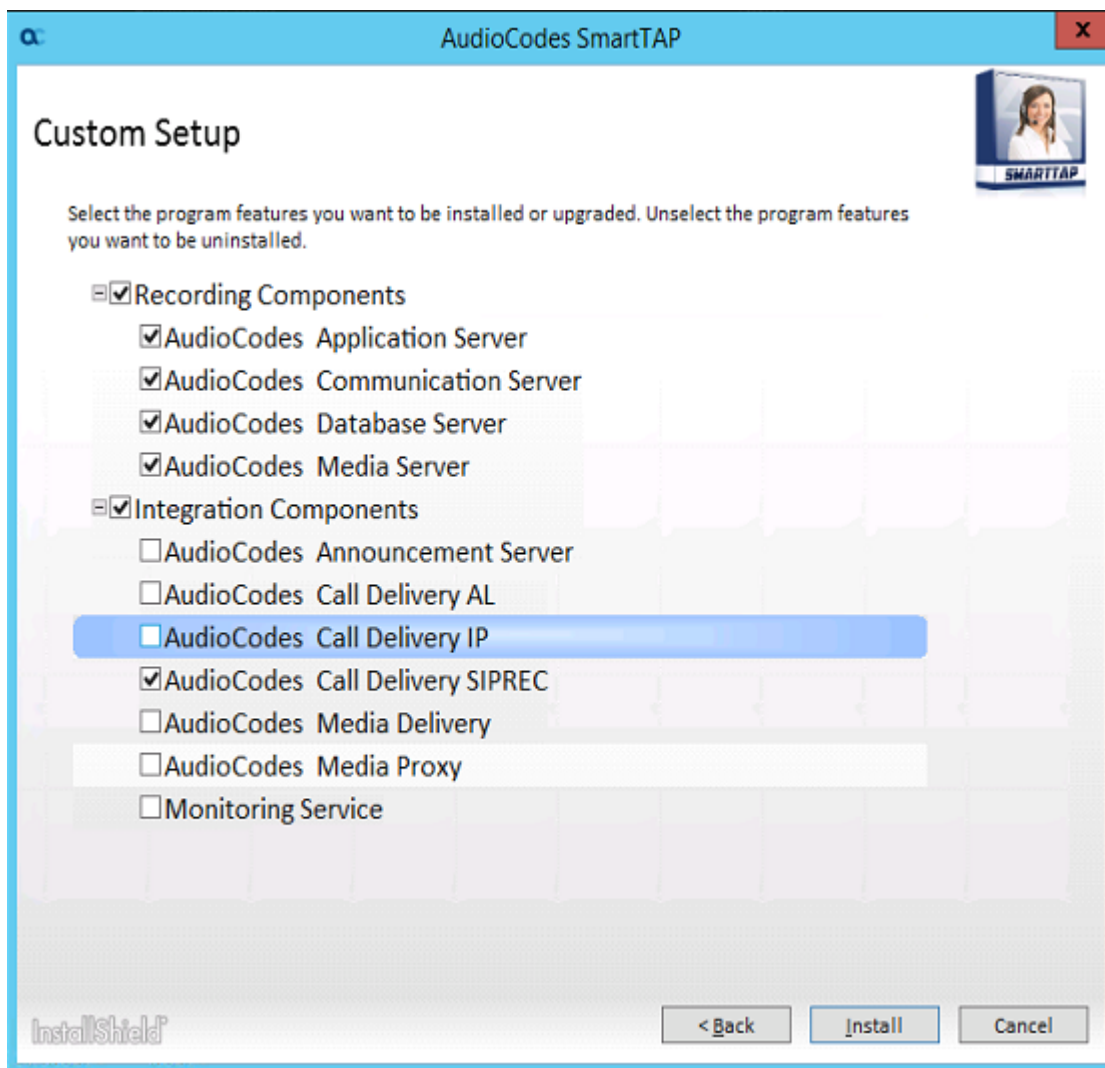 AudioCodes SmartTAP
x
SMARTTAP
Custom Setup
Select the program features you want to be installed or upgraded. Unselect the program features
you want to be uninstalled.
Recording Components
AudioCodes Application Server
AudioCodes Communication Server
AudioCodes Database Server
AudioCodes Media Server
Integration Components
AudioCodes Announcement Server
AudioCodes Call Delivery AL
AudioCodes Call Delivery IP
AudioCodes Call Delivery SIPREC
AudioCodes Media Delivery
AudioCodes Media Proxy
Monitoring Service
InstallShield
< Back
Install
Cancel